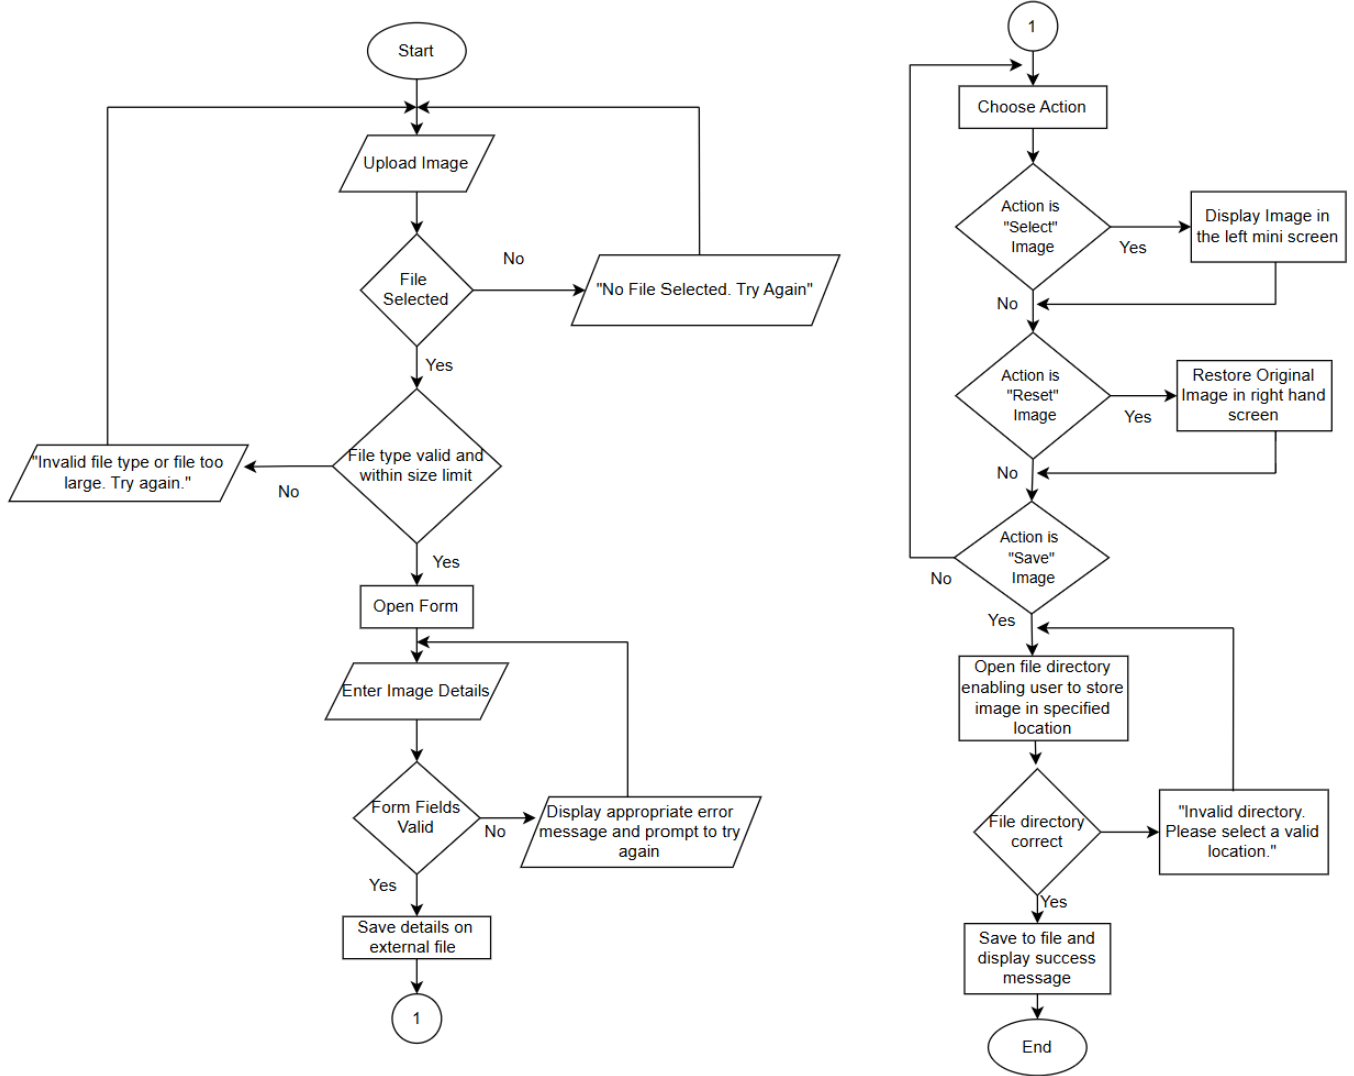 Start
Upload Image
File
Selected
No
"No File Selected. Try Again"
Yes
File type valid and
within size limit
No
"Invalid file type or file too
large. Try again."
Yes
Open Form
Enter Image Details
Form Fields
Valid
No
Display appropriate error
message and prompt to try
again
Yes
Save details on
external file
1
1
Choose Action
Action is
"Select"
Image
Yes
Display Image in
the left mini screen
No
Action is
"Reset"
Image
Yes
Restore Original
Image in right hand
screen
No
Action is
"Save"
Image
No
Yes
Open file directory
enabling user to store
image in specified
location
File directory
correct
"Invalid directory.
Please select a valid
location."
Yes
Save to file and
display success
message
End